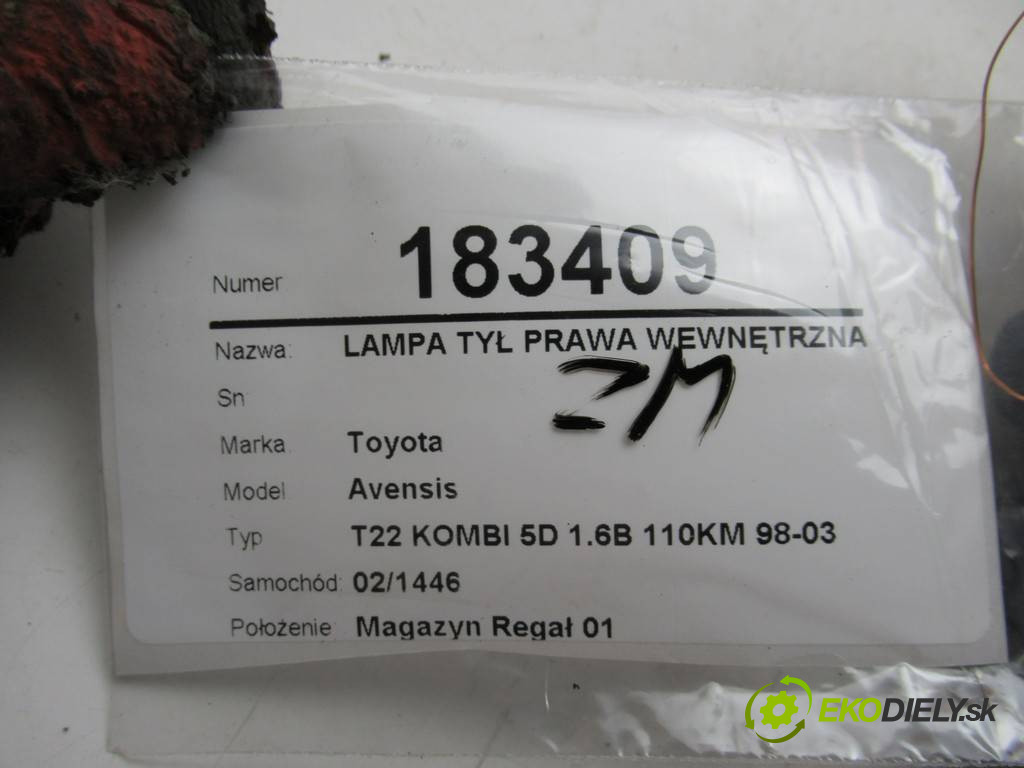 Numer 183409
Nazwa: LAMPA TYŁ PRAWA WEWNĘTRZNA
ZM
Sn
Marka: Toyota
Model Avensis
Typ T22 KOMBI 5D 1.6B 110KM 98-03
Samochód: 02/1446
Położenie Magazyn Regał 01
EKODIELY.sk